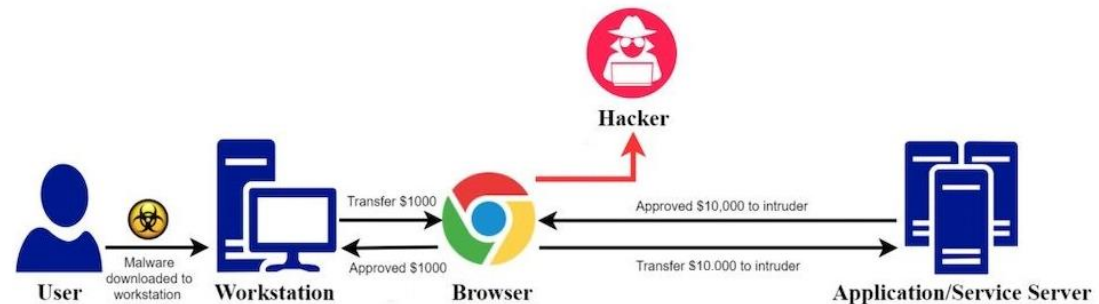 Hacker
Transfer $1000
Approved $10,000 to intruder
Malware
downloaded to
workstation
Approved $1000
Transfer $10.000 to intruder
User
Workstation
Browser
Application/Service Server